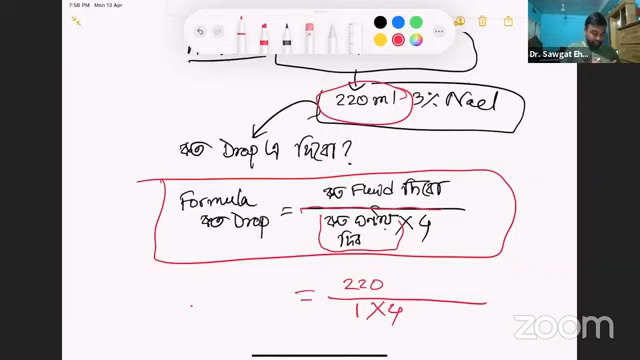 7:56 PM Mon 13 Apr
Dr. Sawgat Eh...
220 ml 3% Nacl
কত Drop এ দিবো?
Formula কত Drop = কত Fluid দিবো
কত ঘন্টায় দিব × 4
= 220
1 × 4
zoom